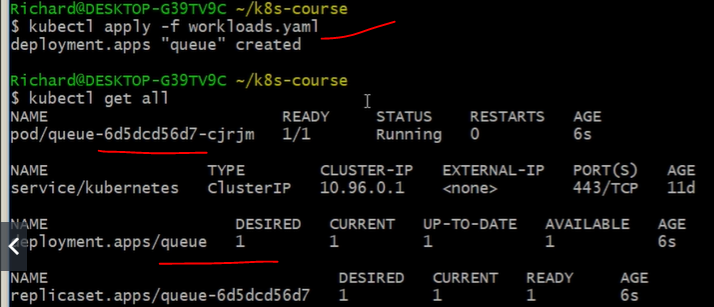 Richard@DESKTOP-G39TV9C ~/k8s-course
$ kubectl apply -f workloads.yaml
deployment.apps "queue" created
Richard@DESKTOP-G39TV9C ~/k8s-course
$ kubectl get all
NAME READY STATUS RESTARTS AGE
pod/queue-6d5dcd56d7-cjrjm 1/1 Running 0 6s
NAME TYPE CLUSTER-IP EXTERNAL-IP PORT(S) AGE
service/kubernetes ClusterIP 10.96.0.1 <none> 443/TCP 11d
NAME DESIRED CURRENT UP-TO-DATE AVAILABLE AGE
deployment.apps/queue 1 1 1 1 6s
NAME DESIRED CURRENT READY AGE
replicaset.apps/queue-6d5dcd56d7 1 1 1 6s